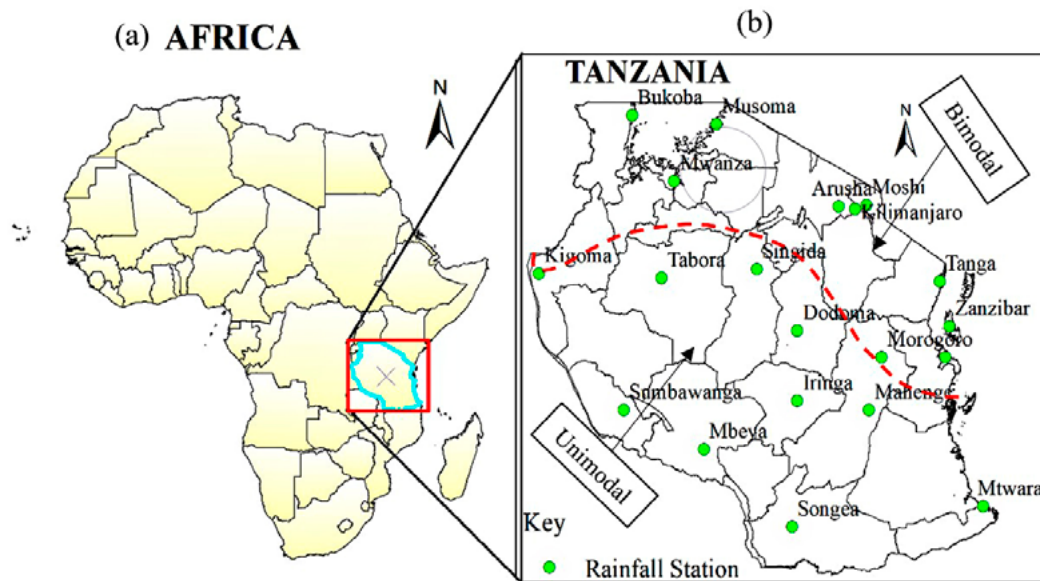 (a) AFRICA
N
(b)
TANZANIA
Bukoba
Musoma
N
Bimodal
Mwanza
Arusha
Moshi
Kilimanjaro
Kigoma
Tabora
Singida
Tanga
Zanzibar
Dodoma
Morogoro
Sumbawanga
Iringa
Mahenge
Mbeya
Unimodal
Songea
Mtwara
Key
Rainfall Station